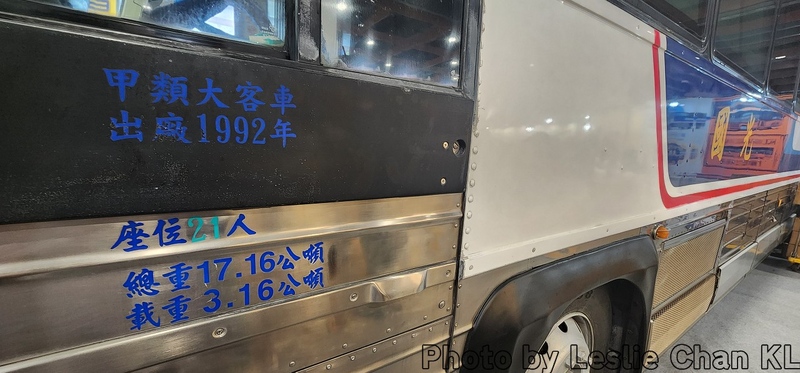 甲類大客車
出廠1992年
座位21人
總重17.16公噸
載重 3.16公噸
國光
Photo by Leslie Chan KL